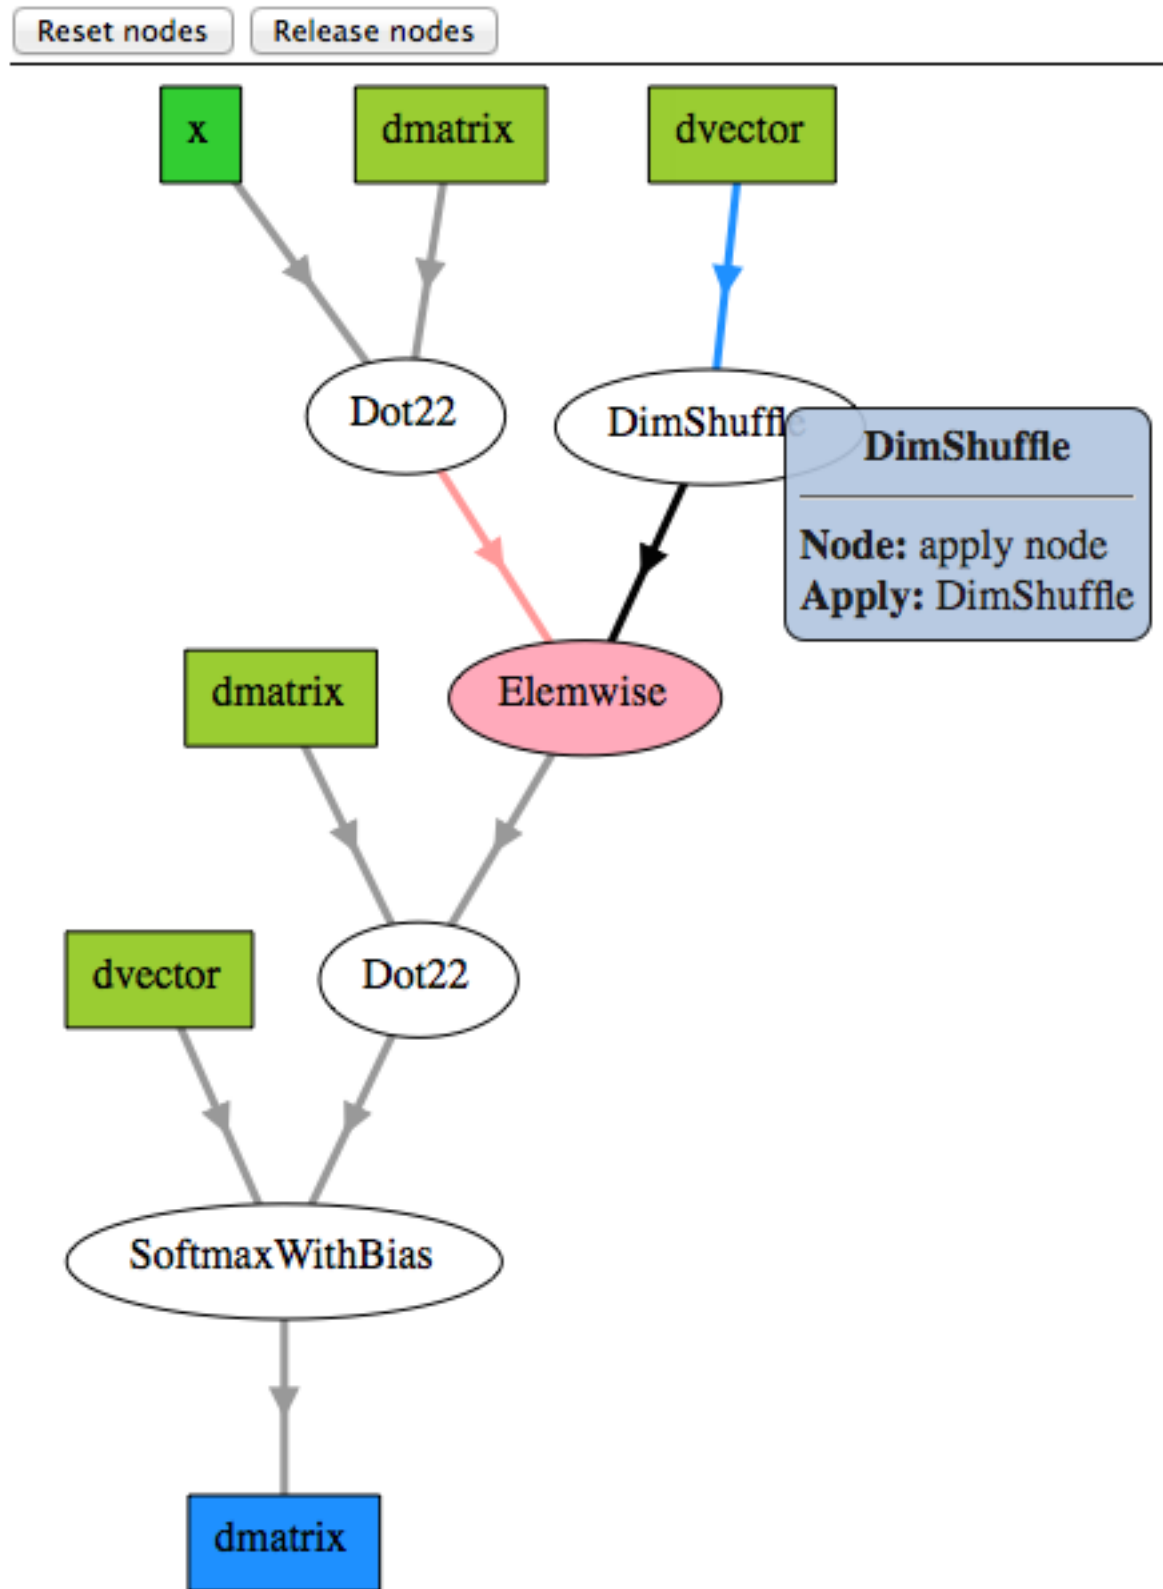 Reset nodes Release nodes
x dmatrix dvector
Dot22 DimShuffle
DimShuffle
Node: apply node
Apply: DimShuffle
dmatrix Elemwise
dvector Dot22
SoftmaxWithBias
dmatrix